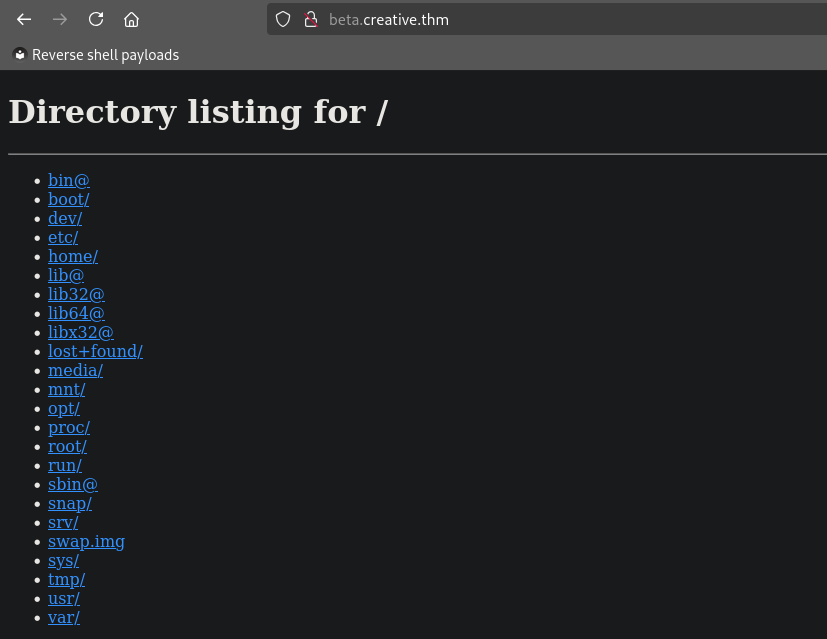 beta.creative.thm
Reverse shell payloads
Directory listing for /
bin@
boot/
dev/
etc/
home/
lib@
lib32@
lib64@
libx32@
lost+found/
media/
mnt/
opt/
proc/
root/
run/
sbin@
snap/
srv/
swap.img
sys/
tmp/
usr/
var/